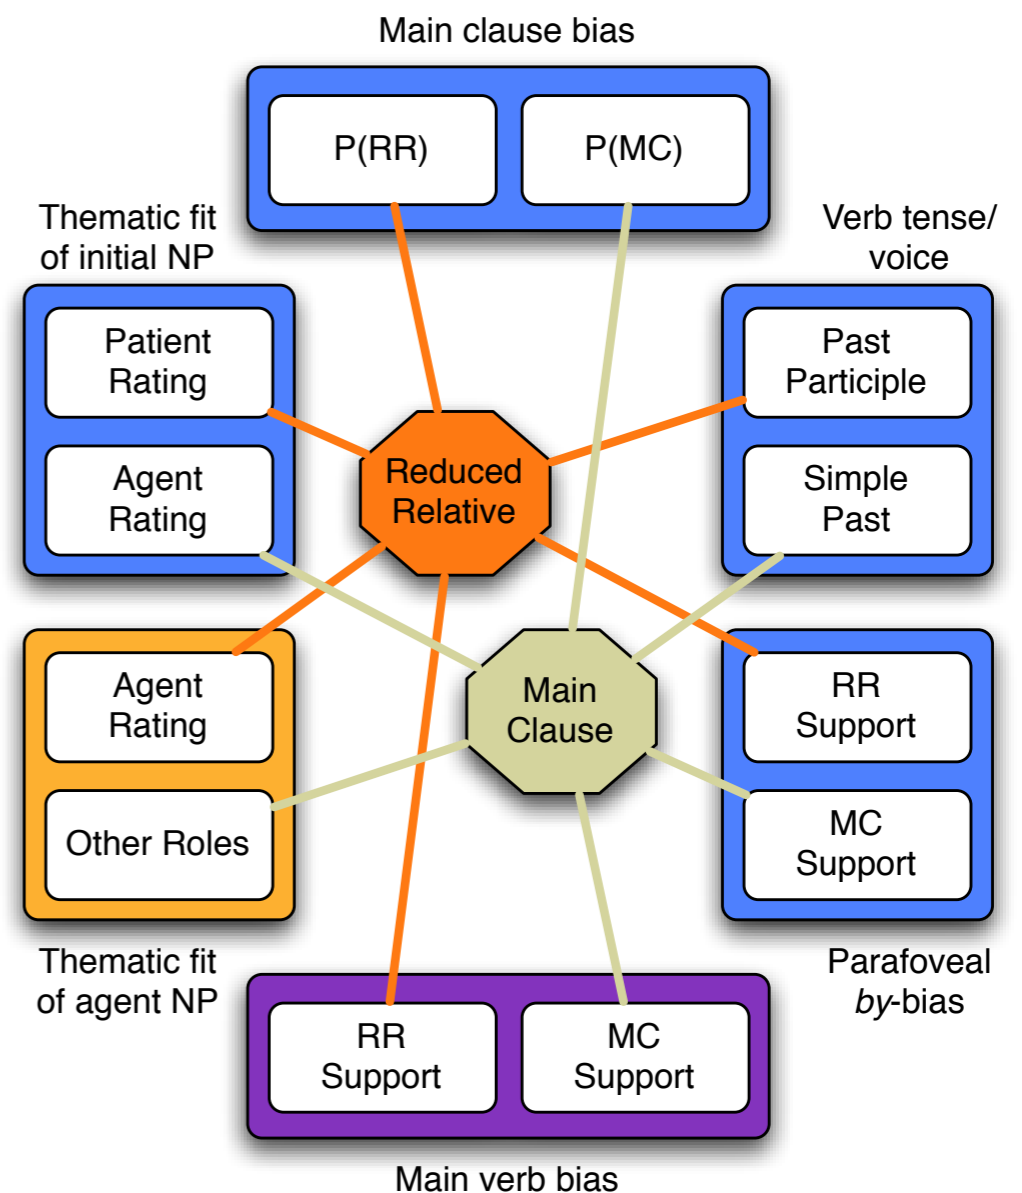 Main clause bias
P(RR)
P(MC)
Thematic fit
of initial NP
Patient
Rating
Agent
Rating
Verb tense/
voice
Past
Participle
Simple
Past
Reduced
Relative
Main
Clause
Agent
Rating
Other Roles
Thematic fit
of agent NP
RR
Support
MC
Support
Parafoveal
by-bias
RR
Support
MC
Support
Main verb bias